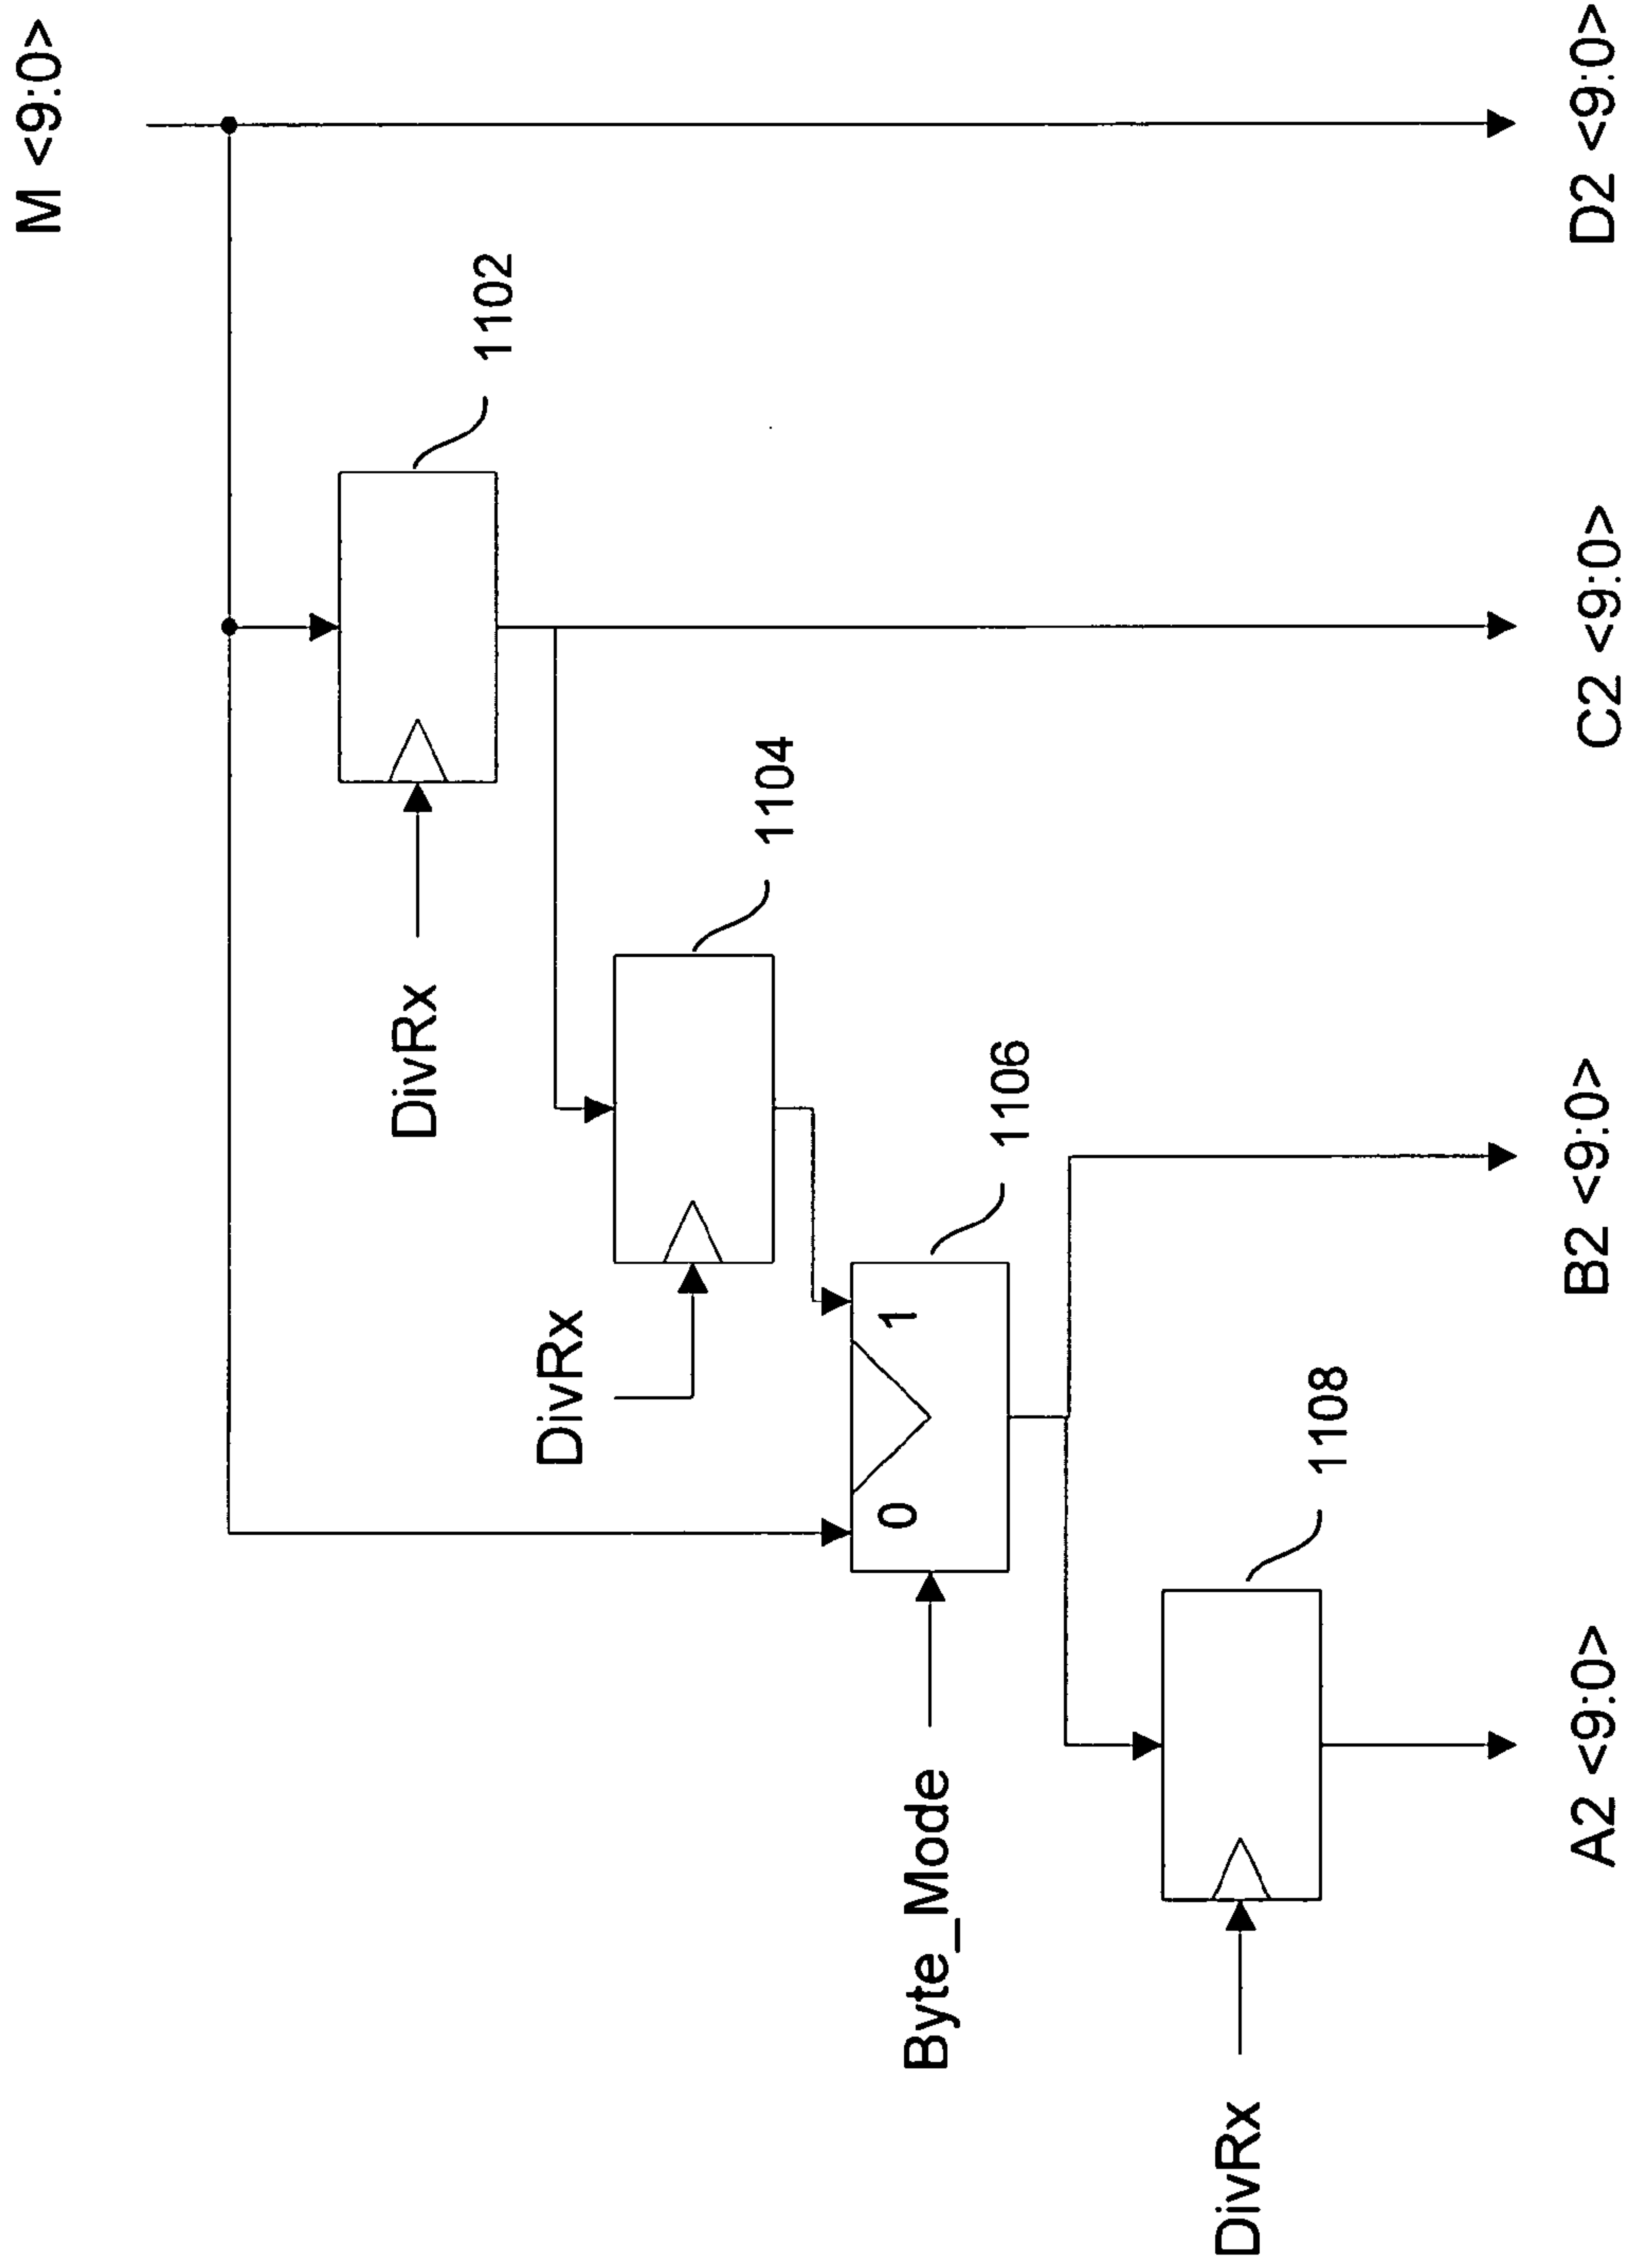 M <9:0>
1102
DivRx
1104
DivRx
1106
0 1
Byte_Mode
1108
DivRx
A2 <9:0>
B2 <9:0>
C2 <9:0>
D2 <9:0>